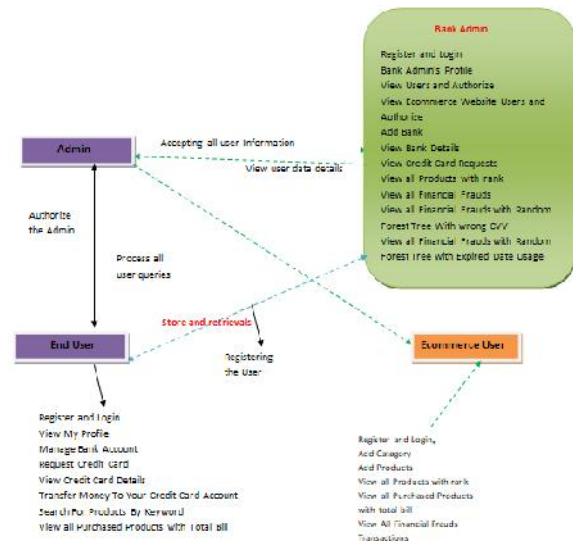 Bank Admin
Register and Login
Bank Admin's Profile
View Users and Authorize
View Ecommerce Website Users and
Authorize
Add Bank
View Bank Details
View Credit Card Requests
View all Products with rank
View all Financial Frauds
View all Financial Frauds with Random
Forest Tree With wrong CVV
View all Financial Frauds with Random
Forest Tree with Expired Date Usage
Admin
Accepting all user Information
View user data details
Authorize
the Admin
Process all
user queries
Store and retrievals
Registering
the User
End User
Ecommerce User
Register and Login
View My Profile
Manage Bank Account
Request Credit Card
View Credit Card Details
Transfer Money To Your Credit Card Account
Search For Products By Keyword
View all Purchased Products with Total Bill
Register and Login,
Add Category
Add Products
View all Products with rank
View all Purchased Products
with total bill
View All Financial Frauds
Transactions